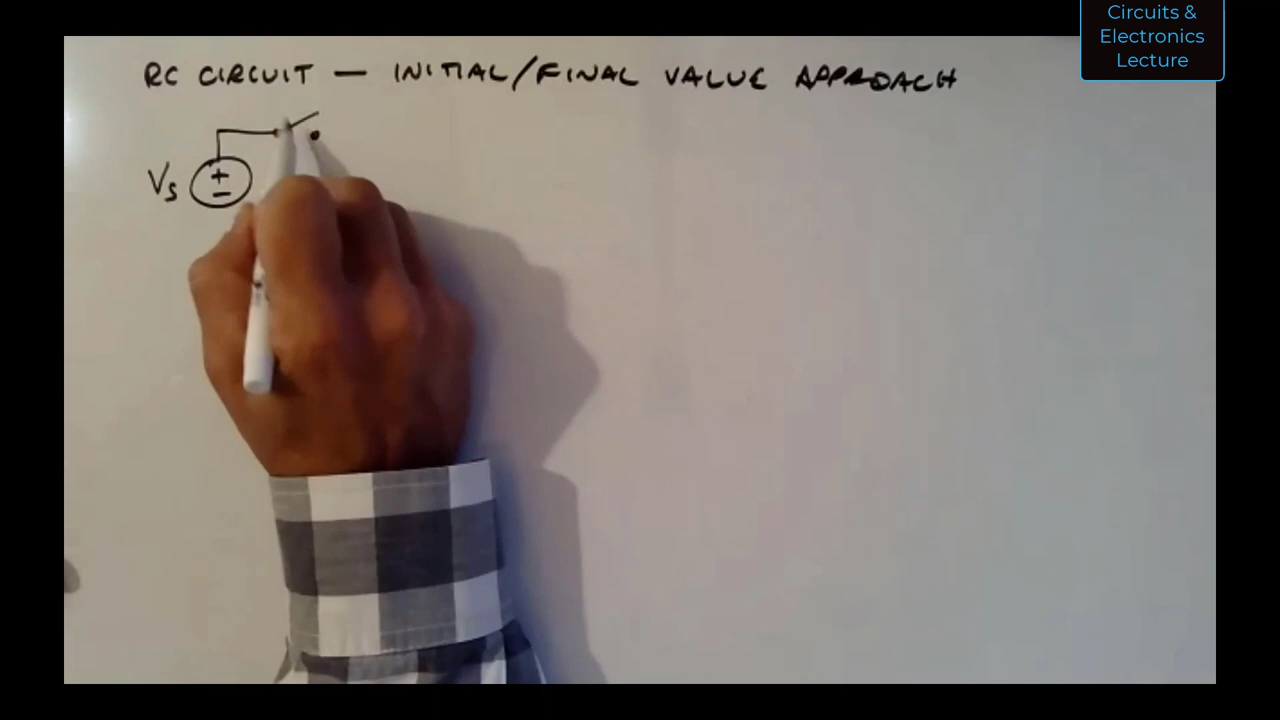 Circuits &
Electronics
Lecture
RC CIRCUIT — INITIAL/FINAL VALUE APPROACH
Vs
+
−